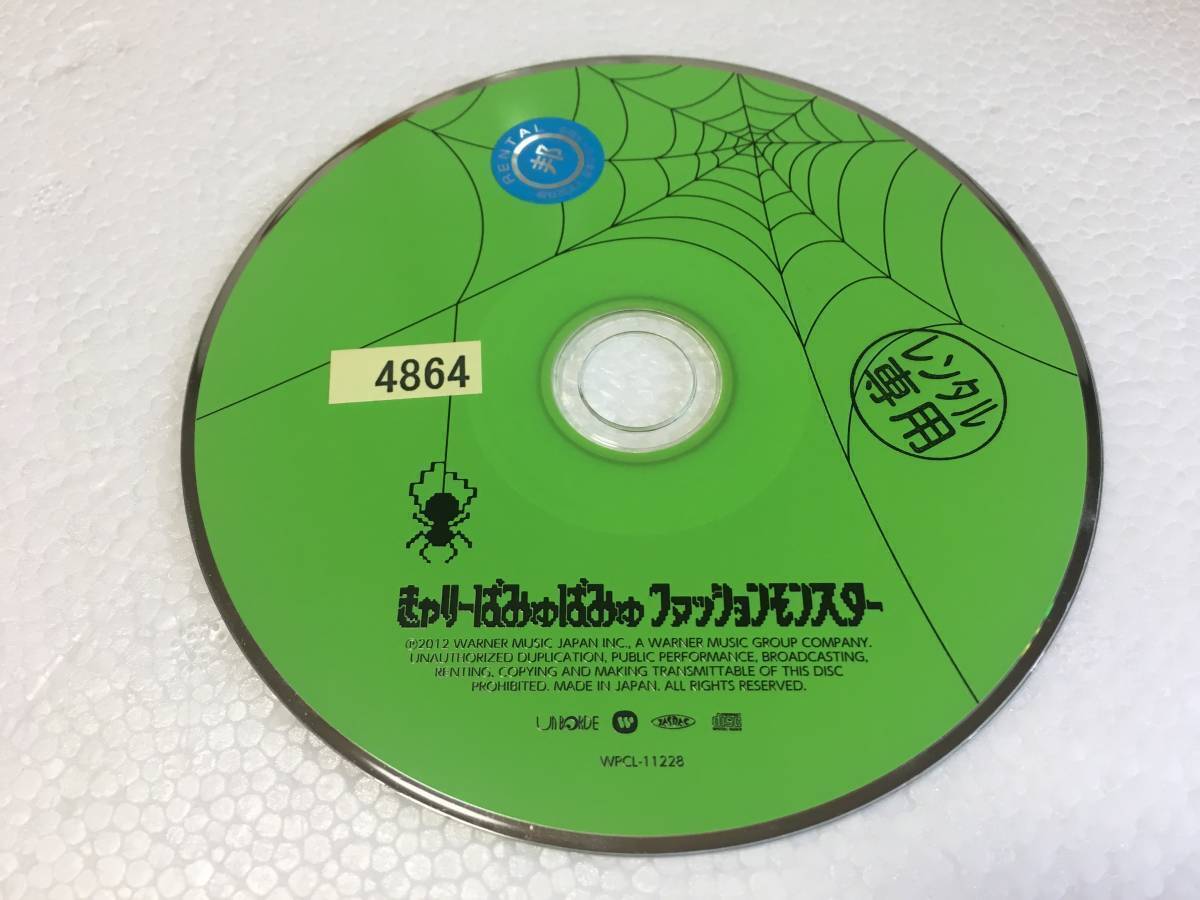 RENTAL
邦
4864
レンタル
専用
きゃりーぱみゅぱみゅ ファッションモンスター
℗2012 WARNER MUSIC JAPAN INC., A WARNER MUSIC GROUP COMPANY.
UNAUTHORIZED DUPLICATION, PUBLIC PERFORMANCE, BROADCASTING,
RENTING, COPYING AND MAKING TRANSMITTABLE OF THIS DISC
PROHIBITED. MADE IN JAPAN. ALL RIGHTS RESERVED.
unBORDE JASRAC disc
WPCL-11228